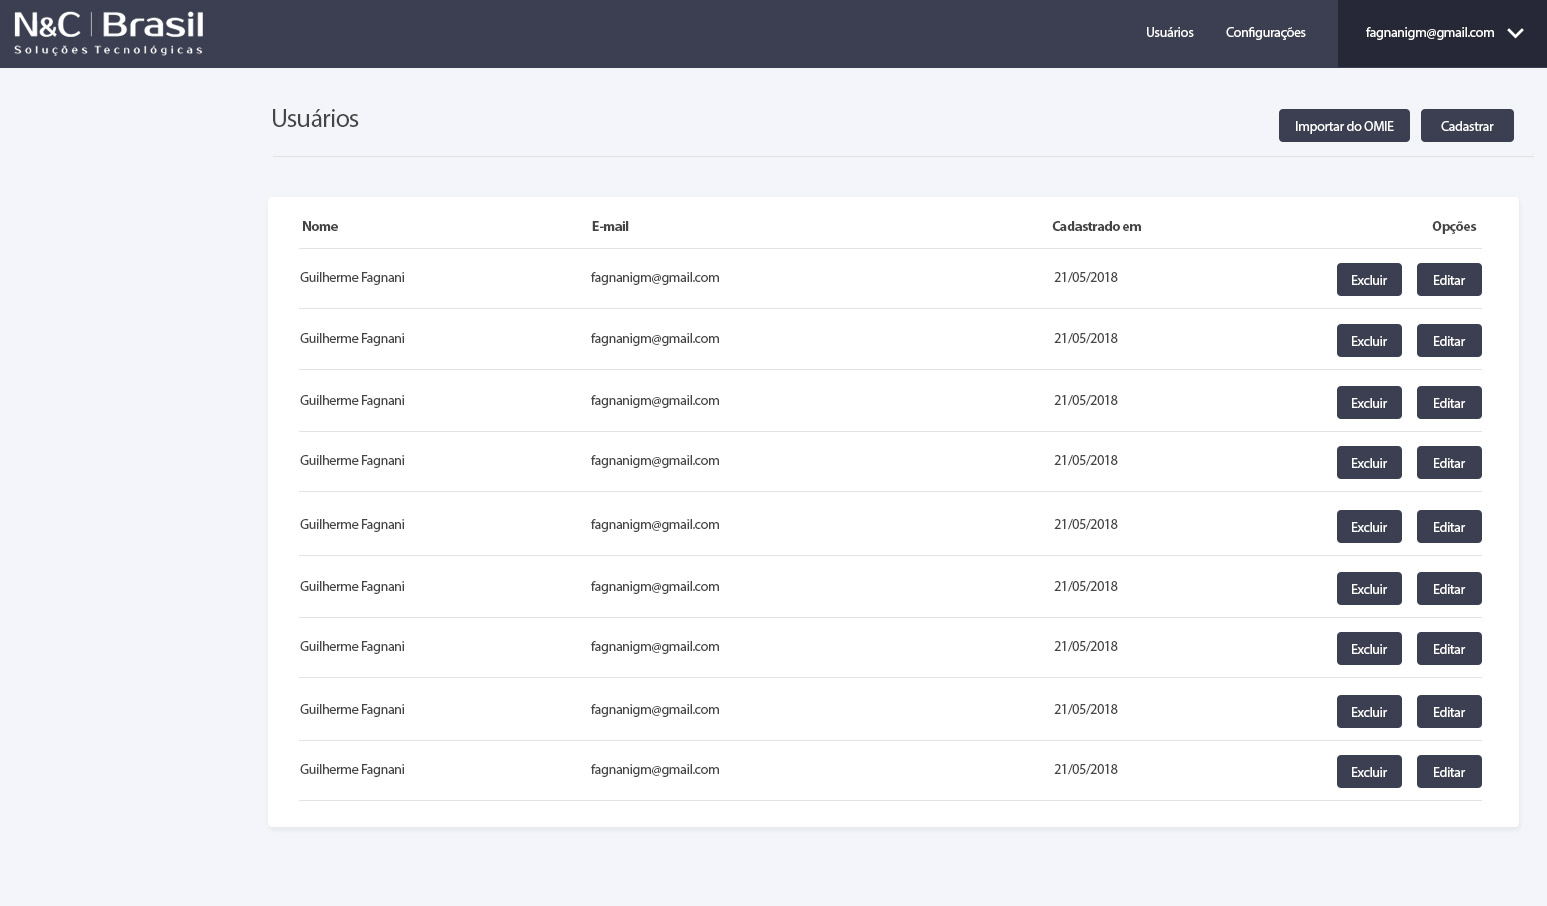 N&C | Brasil
Soluções Tecnológicas
Usuários Configurações fagnanigm@gmail.com
Usuários
Importar do OMIE Cadastrar
Nome E-mail Cadastrado em Opções
Guilherme Fagnani fagnanigm@gmail.com 21/05/2018 Excluir Editar
Guilherme Fagnani fagnanigm@gmail.com 21/05/2018 Excluir Editar
Guilherme Fagnani fagnanigm@gmail.com 21/05/2018 Excluir Editar
Guilherme Fagnani fagnanigm@gmail.com 21/05/2018 Excluir Editar
Guilherme Fagnani fagnanigm@gmail.com 21/05/2018 Excluir Editar
Guilherme Fagnani fagnanigm@gmail.com 21/05/2018 Excluir Editar
Guilherme Fagnani fagnanigm@gmail.com 21/05/2018 Excluir Editar
Guilherme Fagnani fagnanigm@gmail.com 21/05/2018 Excluir Editar
Guilherme Fagnani fagnanigm@gmail.com 21/05/2018 Excluir Editar